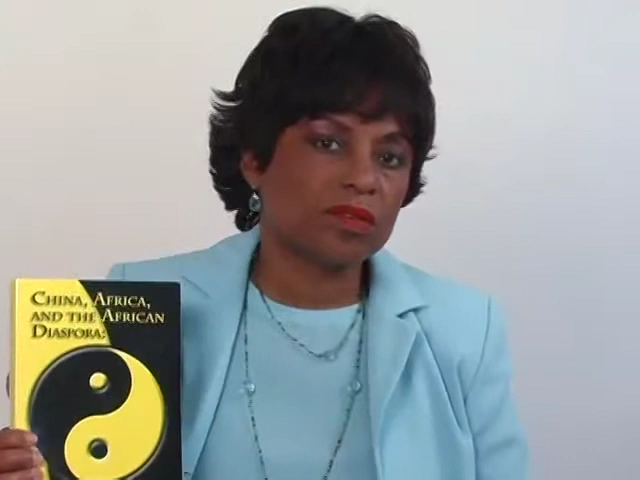 China, Africa,
and the African
Diaspora: